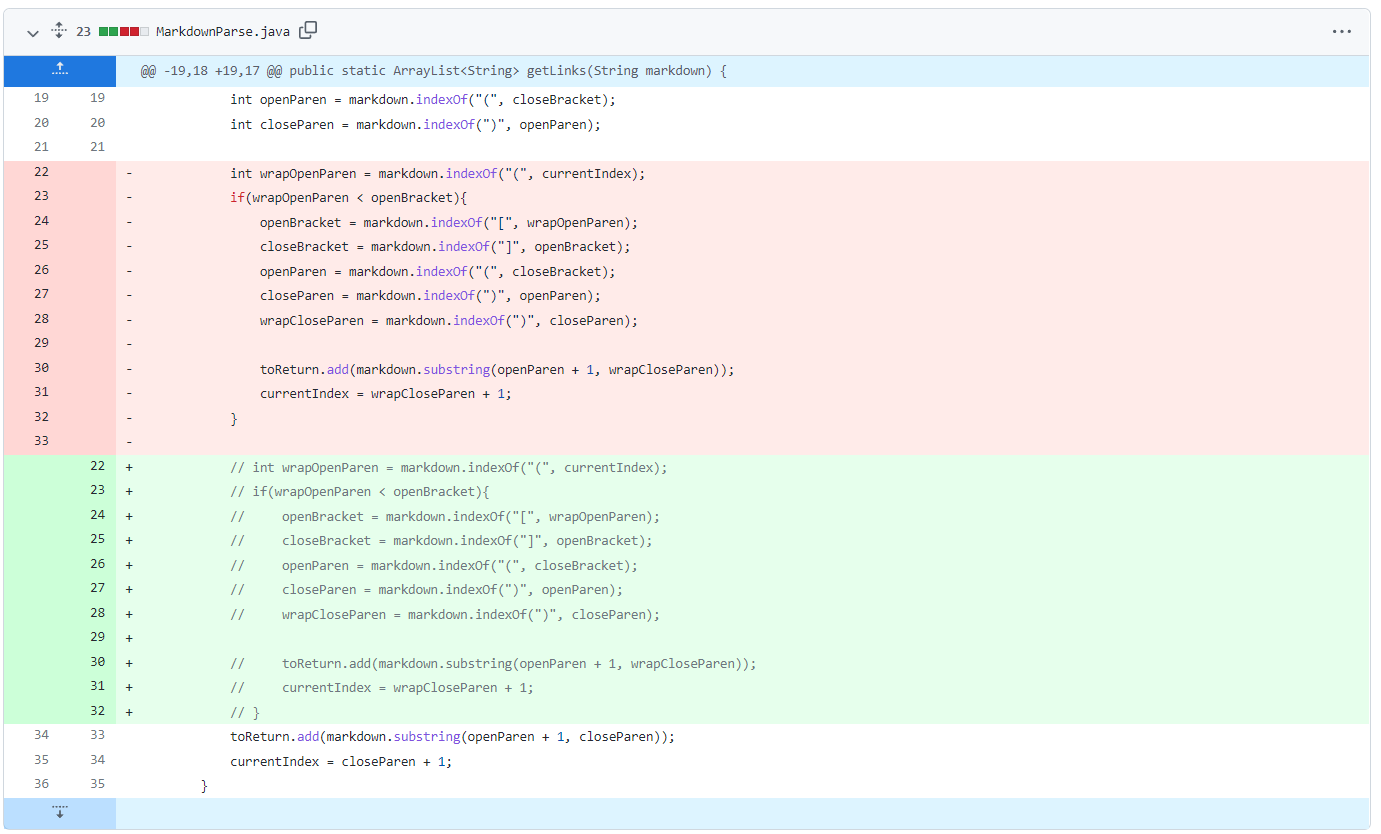 23 MarkdownParse.java
@@ -19,18 +19,17 @@ public static ArrayList<String> getLinks(String markdown) {
19 19 int openParen = markdown.indexOf("(", closeBracket);
20 20 int closeParen = markdown.indexOf(")", openParen);
21 21
22 - int wrapOpenParen = markdown.indexOf("(", currentIndex);
23 - if(wrapOpenParen < openBracket){
24 - openBracket = markdown.indexOf("[", wrapOpenParen);
25 - closeBracket = markdown.indexOf("]", openBracket);
26 - openParen = markdown.indexOf("(", closeBracket);
27 - closeParen = markdown.indexOf(")", openParen);
28 - wrapCloseParen = markdown.indexOf(")", closeParen);
29 -
30 - toReturn.add(markdown.substring(openParen + 1, wrapCloseParen));
31 - currentIndex = wrapCloseParen + 1;
32 - }
33 -
22 + // int wrapOpenParen = markdown.indexOf("(", currentIndex);
23 + // if(wrapOpenParen < openBracket){
24 + // openBracket = markdown.indexOf("[", wrapOpenParen);
25 + // closeBracket = markdown.indexOf("]", openBracket);
26 + // openParen = markdown.indexOf("(", closeBracket);
27 + // closeParen = markdown.indexOf(")", openParen);
28 + // wrapCloseParen = markdown.indexOf(")", closeParen);
29 +
30 + // toReturn.add(markdown.substring(openParen + 1, wrapCloseParen));
31 + // currentIndex = wrapCloseParen + 1;
32 + // }
34 33 toReturn.add(markdown.substring(openParen + 1, closeParen));
35 34 currentIndex = closeParen + 1;
36 35 }